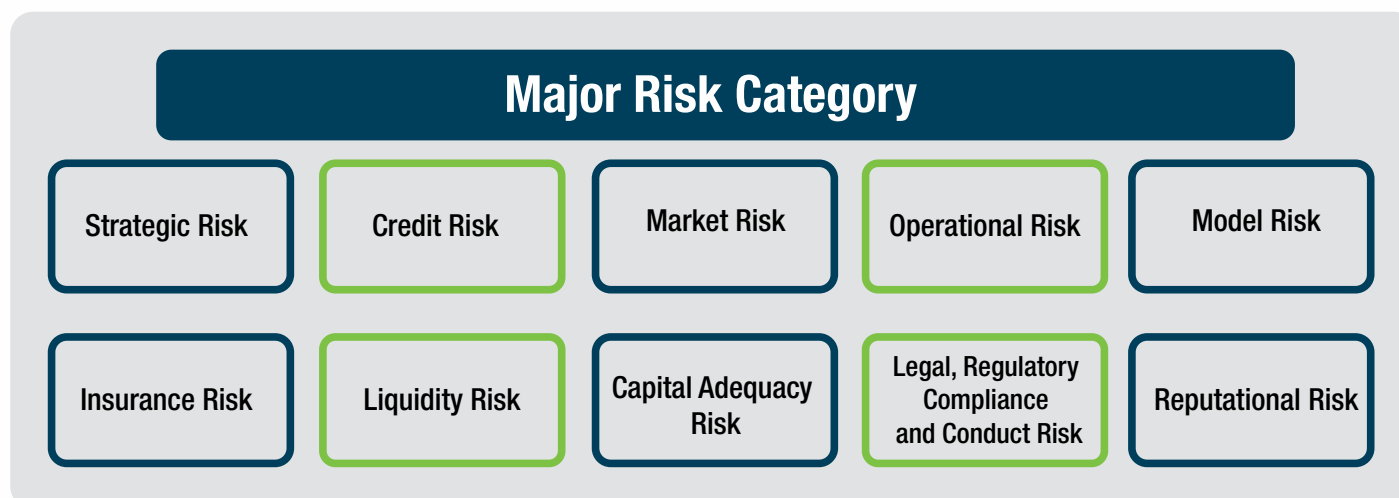 Major Risk Category
Strategic Risk
Credit Risk
Market Risk
Operational Risk
Model Risk
Insurance Risk
Liquidity Risk
Capital Adequacy
Risk
Legal, Regulatory
Compliance
and Conduct Risk
Reputational Risk